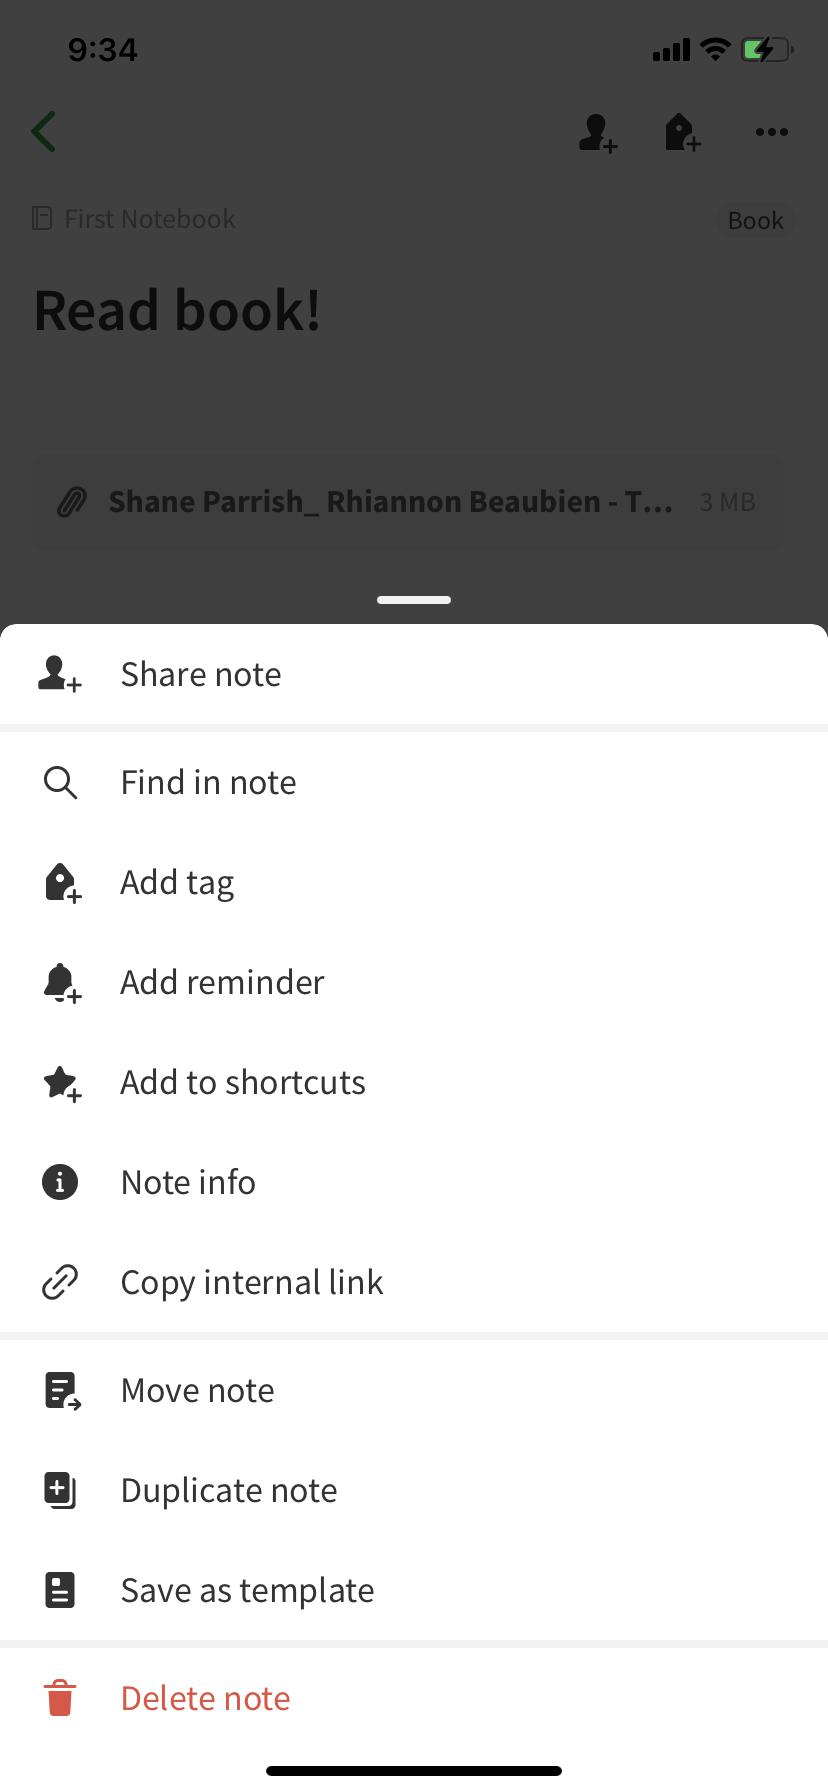 9:34
First Notebook
Book
Read book!
Shane Parrish_ Rhiannon Beaubien - T... 3 MB
Share note
Find in note
Add tag
Add reminder
Add to shortcuts
Note info
Copy internal link
Move note
Duplicate note
Save as template
Delete note